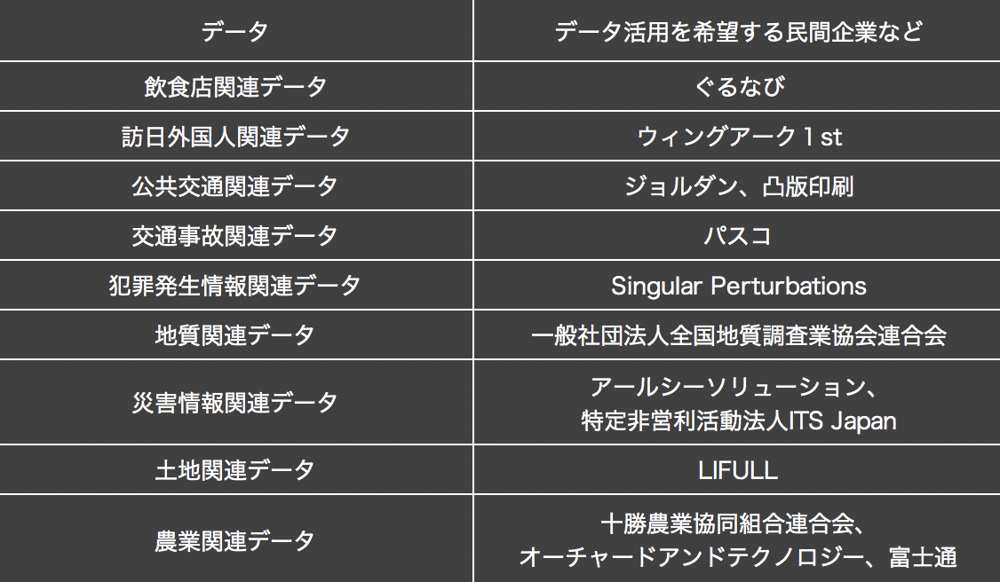 データ
データ活用を希望する民間企業など
飲食店関連データ
ぐるなび
訪日外国人関連データ
ウィングアーク１st
公共交通関連データ
ジョルダン、凸版印刷
交通事故関連データ
パスコ
犯罪発生情報関連データ
Singular Perturbations
地質関連データ
一般社団法人全国地質調査業協会連合会
災害情報関連データ
アールシーソリューション、
特定非営利活動法人ITS Japan
土地関連データ
LIFULL
農業関連データ
十勝農業協同組合連合会、
オーチャードアンドテクノロジー、富士通